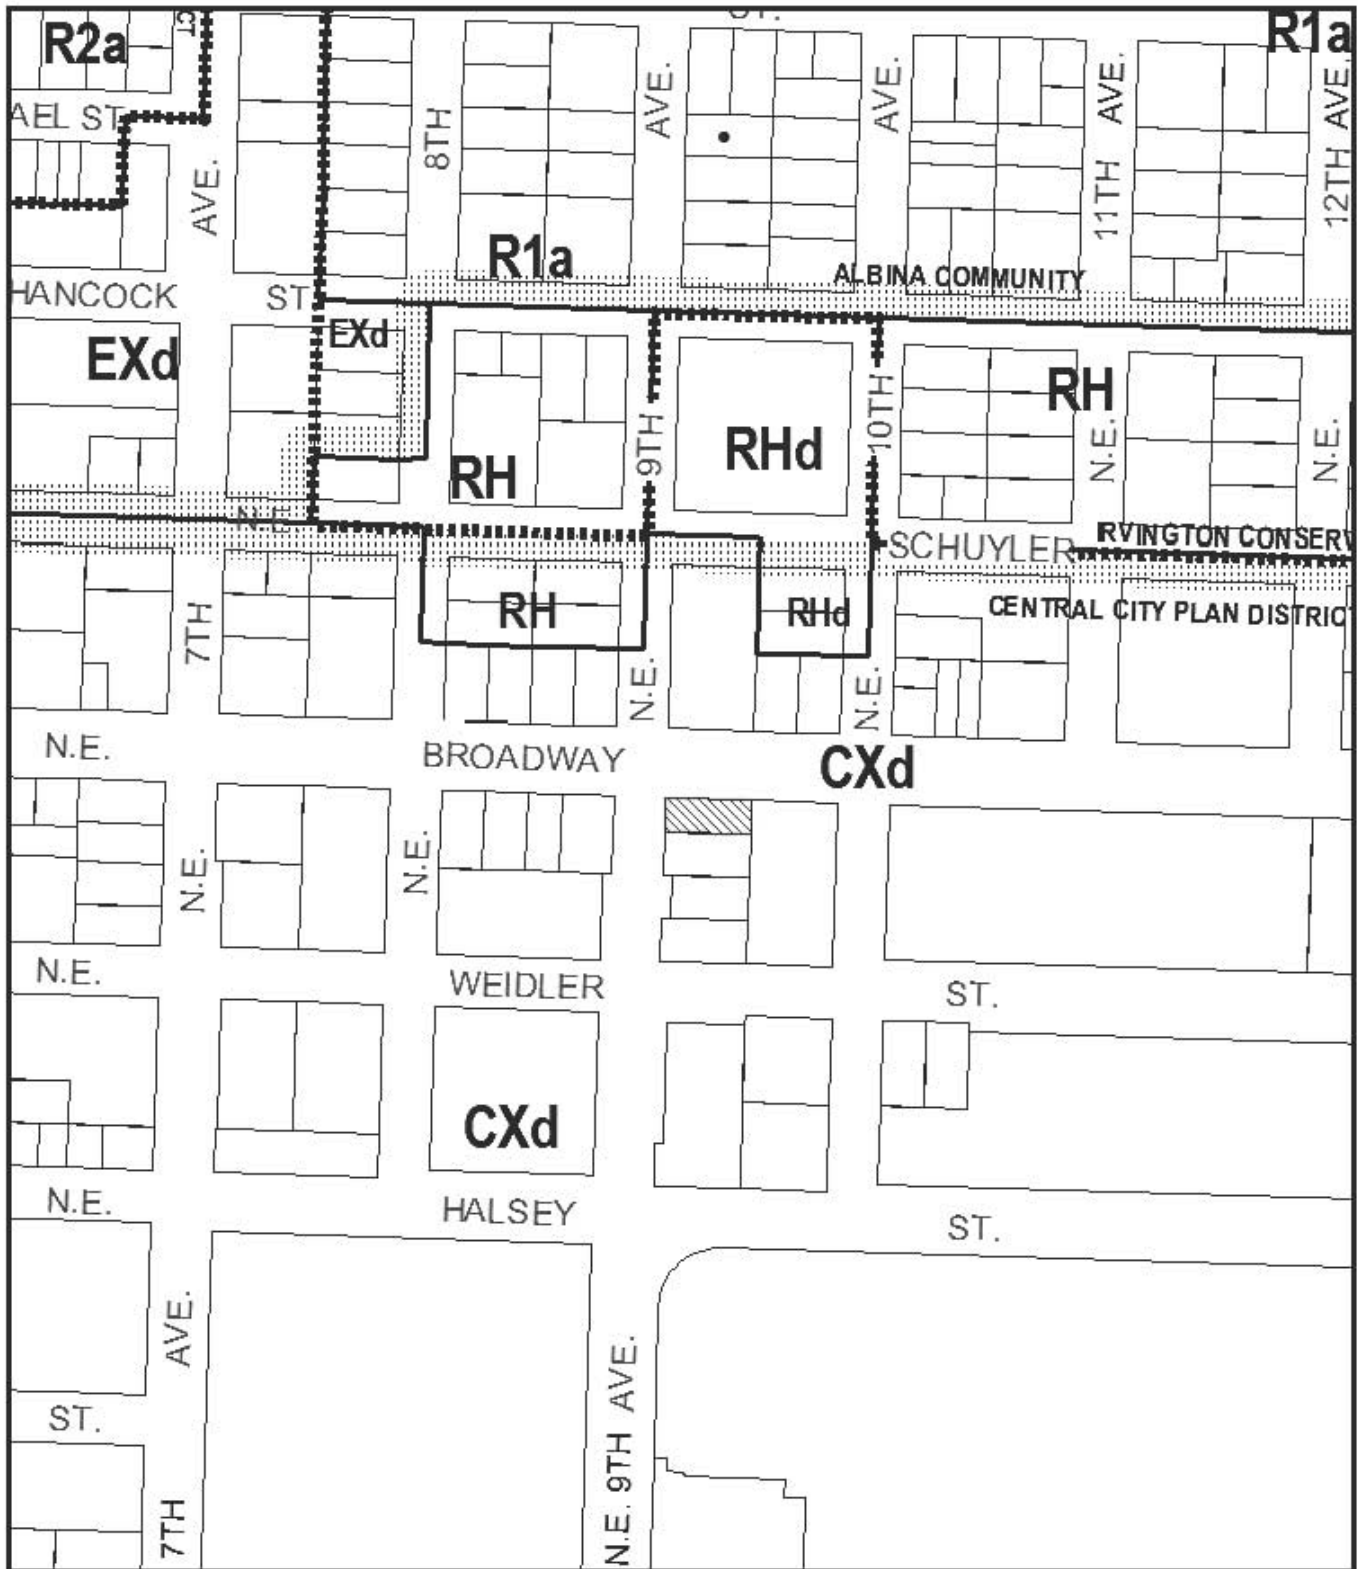 ST.
R2a
CT
R1a
AEL ST
8TH
AVE.
AVE.
11TH AVE.
12TH AVE.
AVE.
R1a
ALBINA COMMUNITY
HANCOCK ST
EXd
EXd
RH
9TH
RHd
10TH
RH
N.E.
N.E.
N.E.
SCHUYLER
RVINGTON CONSERV
CENTRAL CITY PLAN DISTRIC
7TH
RH
N.E.
RHd
N.E.
N.E.
BROADWAY
CXd
N.E.
N.E.
N.E.
WEIDLER
ST.
CXd
N.E.
HALSEY
ST.
AVE.
ST.
7TH
N.E. 9TH AVE.